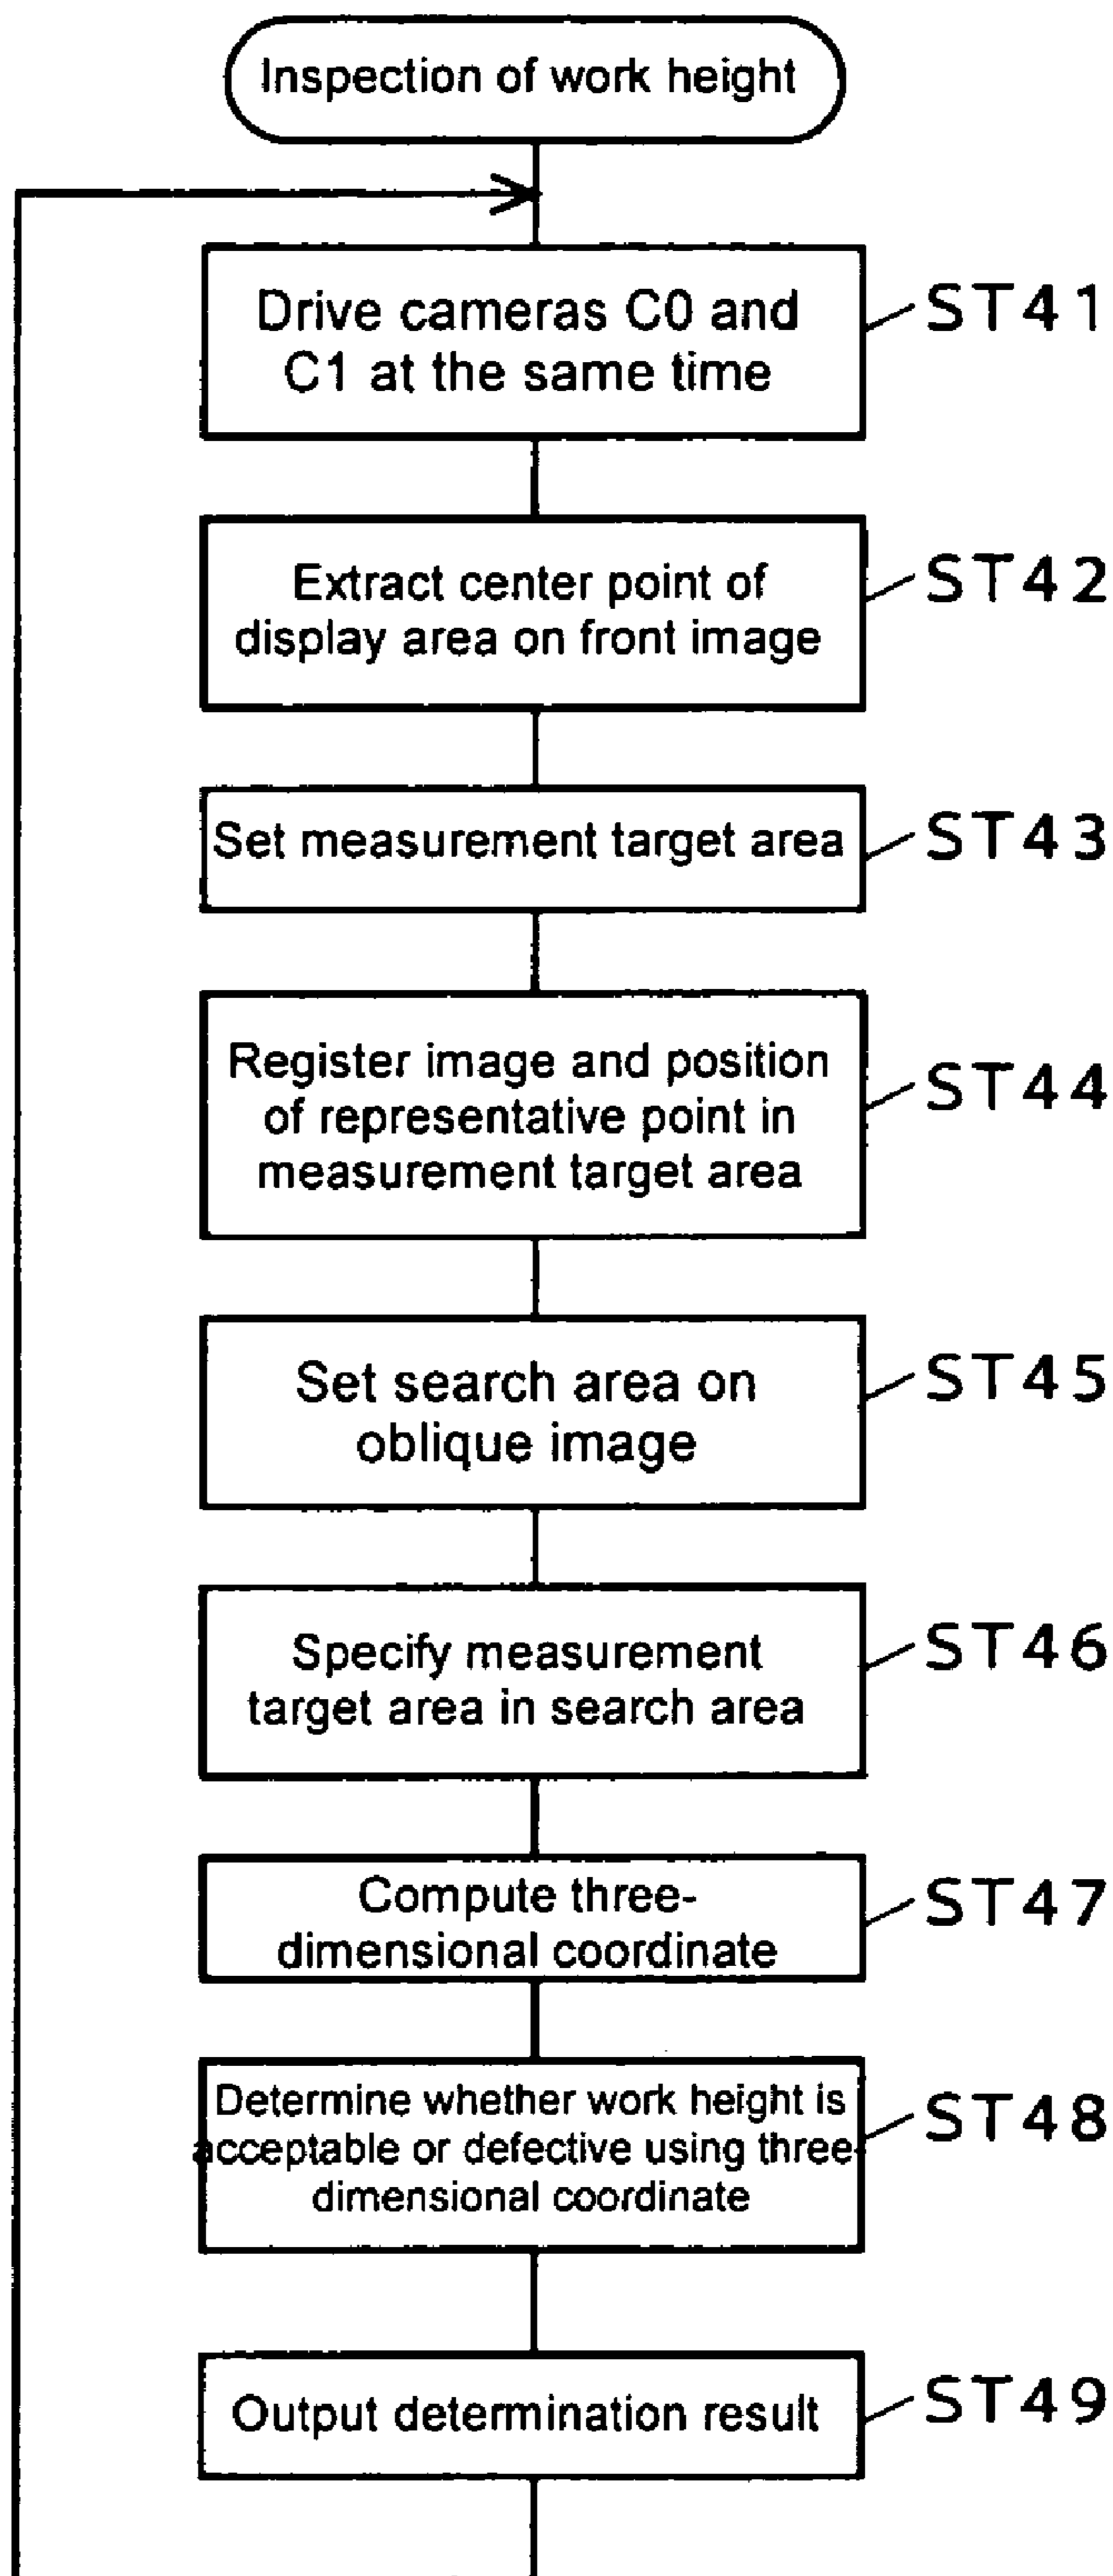 Inspection of work height
Drive cameras C0 and
C1 at the same time
ST41
Extract center point of
display area on front image
ST42
Set measurement target area
ST43
Register image and position
of representative point in
measurement target area
ST44
Set search area on
oblique image
ST45
Specify measurement
target area in search area
ST46
Compute three-
dimensional coordinate
ST47
Determine whether work height is
acceptable or defective using three-
dimensional coordinate
ST48
Output determination result
ST49